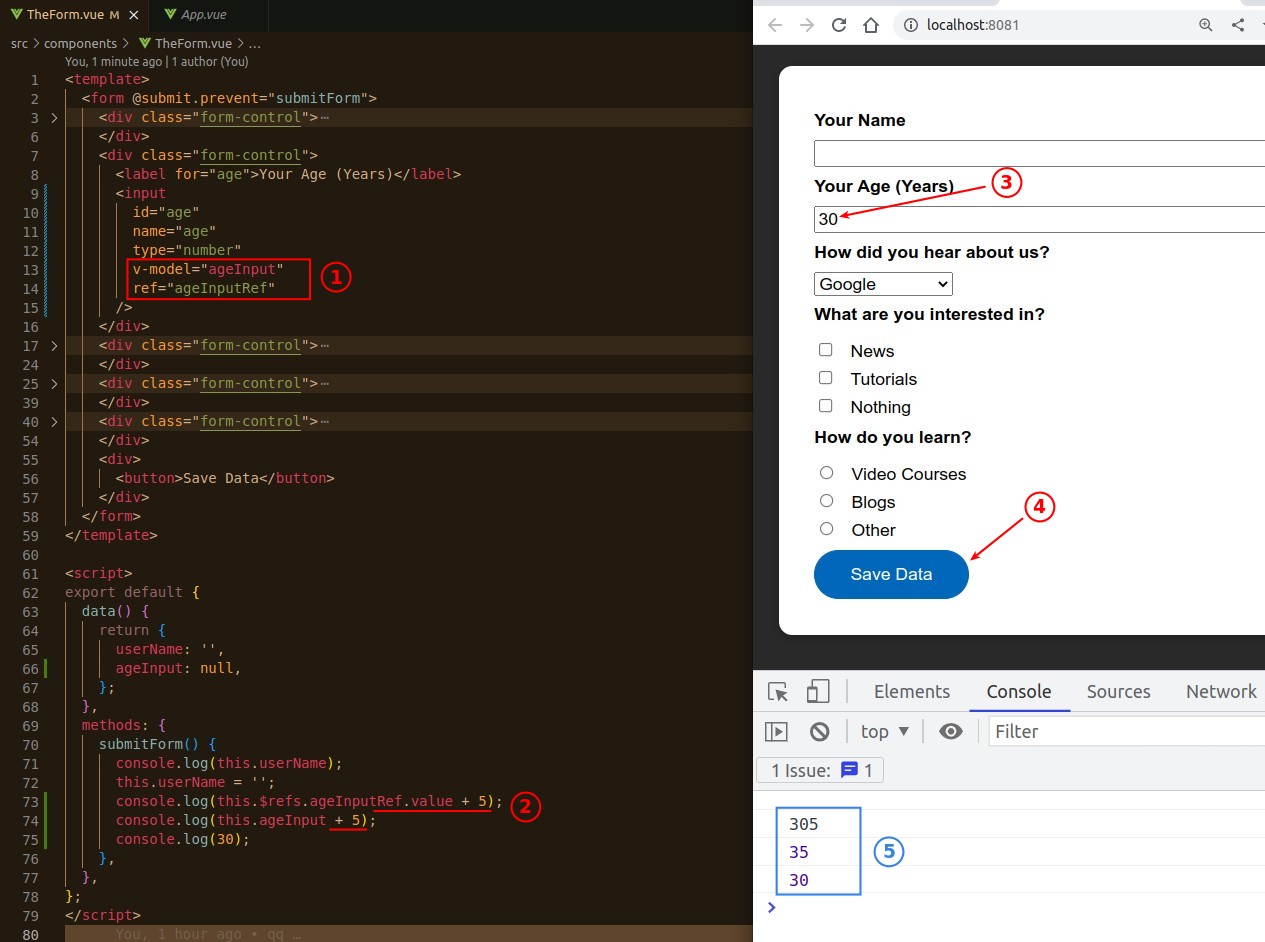 TheForm.vue M
App.vue
src > components > TheForm.vue > ...
You, 1 minute ago | 1 author (You)
1 <template>
2 <form @submit.prevent="submitForm">
3 <div class="form-control">…
6 </div>
7 <div class="form-control">
8 <label for="age">Your Age (Years)</label>
9 <input
10 id="age"
11 name="age"
12 type="number"
13 v-model="ageInput"
14 ref="ageInputRef"
①
15 />
16 </div>
17 <div class="form-control">…
24 </div>
25 <div class="form-control">…
39 </div>
40 <div class="form-control">…
54 </div>
55 <div>
56 <button>Save Data</button>
57 </div>
58 </form>
59 </template>
60
61 <script>
62 export default {
63 data() {
64 return {
65 userName: '',
66 ageInput: null,
67 };
68 },
69 methods: {
70 submitForm() {
71 console.log(this.userName);
72 this.userName = '';
73 console.log(this.$refs.ageInputRef.value + 5);
②
74 console.log(this.ageInput + 5);
75 console.log(30);
76 },
77 },
78 };
79 </script>
80 You, 1 hour ago • qq …
localhost:8081
Your Name
Your Age (Years)
③
30
How did you hear about us?
Google
What are you interested in?
News
Tutorials
Nothing
How do you learn?
Video Courses
Blogs
Other
④
Save Data
Elements Console Sources Network
top ▼ Filter
1 Issue: 1
305
35
30
⑤
>